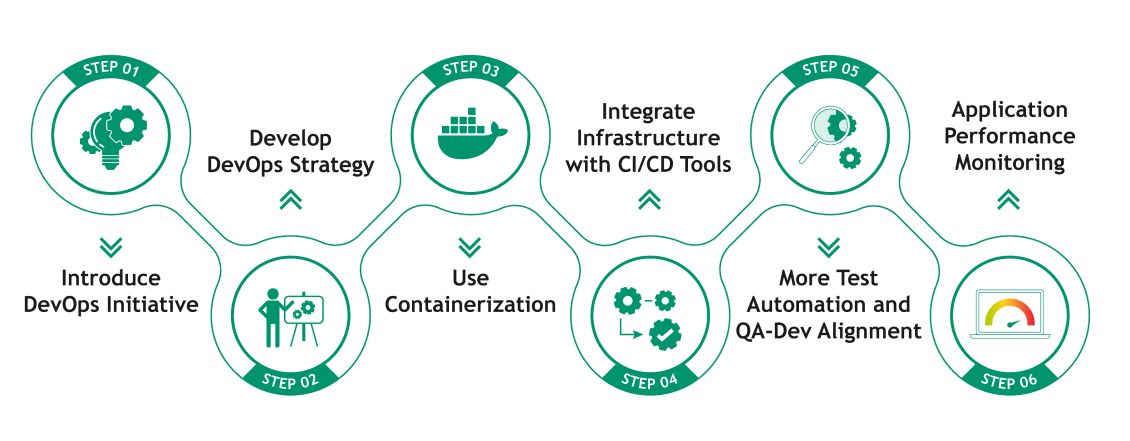 STEP 01
Introduce
DevOps Initiative
Develop
DevOps Strategy
STEP 02
STEP 03
Use
Containerization
Integrate
Infrastructure
with CI/CD Tools
STEP 04
STEP 05
More Test
Automation and
QA-Dev Alignment
Application
Performance
Monitoring
STEP 06